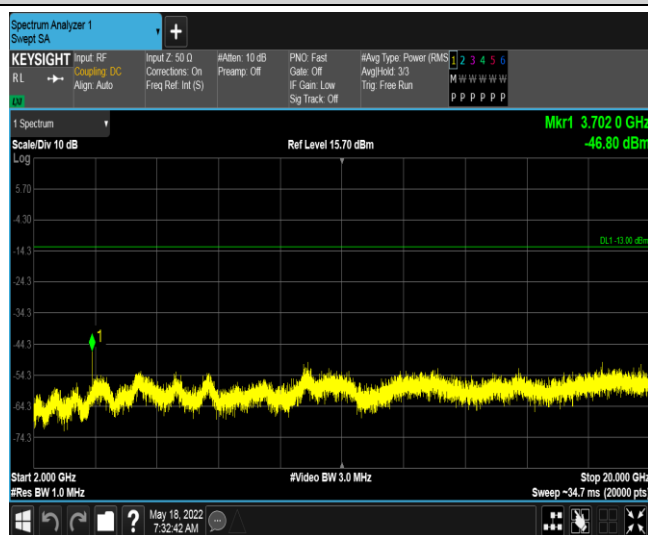 Spectrum Analyzer 1
Swept SA
+
KEYSIGHT
RL
Input: RF
Coupling: DC
Align: Auto
Input Z: 50 Ω
Corrections: On
Freq Ref: Int (S)
#Atten: 10 dB
Preamp: Off
PNO: Fast
Gate: Off
IF Gain: Low
Sig Track: Off
#Avg Type: Power (RMS
Avg|Hold: 3/3
Trig: Free Run
1 2 3 4 5 6
M W W W W W
P P P P P P
LXI
1 Spectrum
Scale/Div 10 dB
Log
Ref Level 15.70 dBm
Mkr1 3.702 0 GHz
-46.80 dBm
5.70
-4.30
DL1 -13.00 dBm
-14.3
-24.3
-34.3
1
-44.3
-54.3
-64.3
-74.3
Start 2.000 GHz
#Video BW 3.0 MHz
Stop 20.000 GHz
#Res BW 1.0 MHz
Sweep ~34.7 ms (20000 pts)
?
May 18, 2022
7:32:42 AM